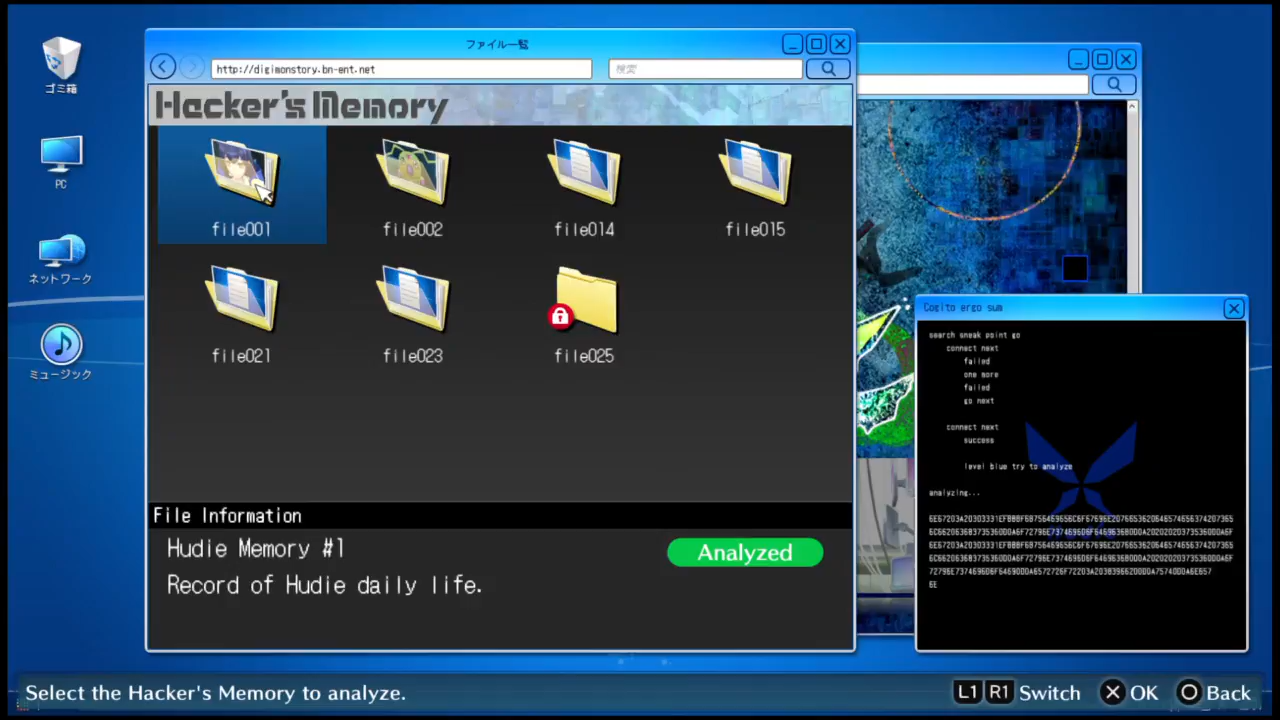 ファイル一覧
http://digimonstory.bn-ent.net
検索
Hacker's Memory
ゴミ箱
PC
ネットワーク
ミュージック
file001
file002
file014
file015
file021
file023
file025
File Information
Hudie Memory #1
Analyzed
Record of Hudie daily life.
Cogito ergo sum
search sneak point go
connect next
failed
one more
failed
go next
connect next
success
level blue try to analyze
analyzing...
6E
Select the Hacker's Memory to analyze.
L1 R1 Switch
OK
Back